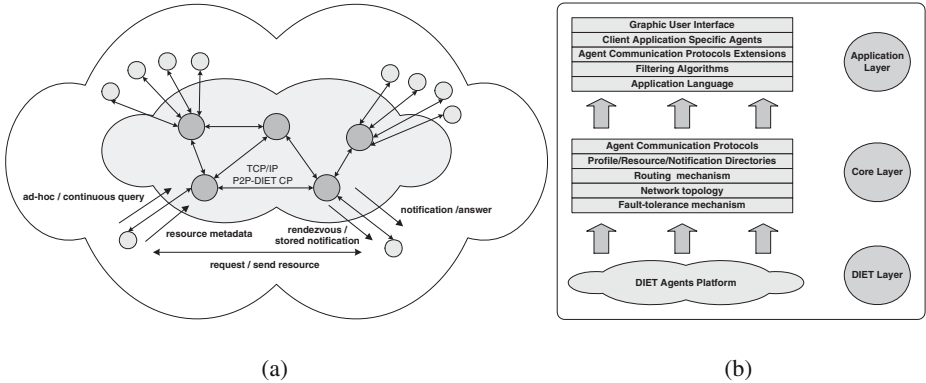 TCP/IP
P2P-DIET CP
ad-hoc / continuous query
resource metadata
rendezvous /
stored notification
notification /answer
request / send resource
(a)
Graphic User Interface
Client Application Specific Agents
Agent Communication Protocols Extensions
Filtering Algorithms
Application Language
Application
Layer
Agent Communication Protocols
Profile/Resource/Notification Directories
Routing mechanism
Network topology
Fault-tolerance mechanism
Core Layer
DIET Agents Platform
DIET Layer
(b)